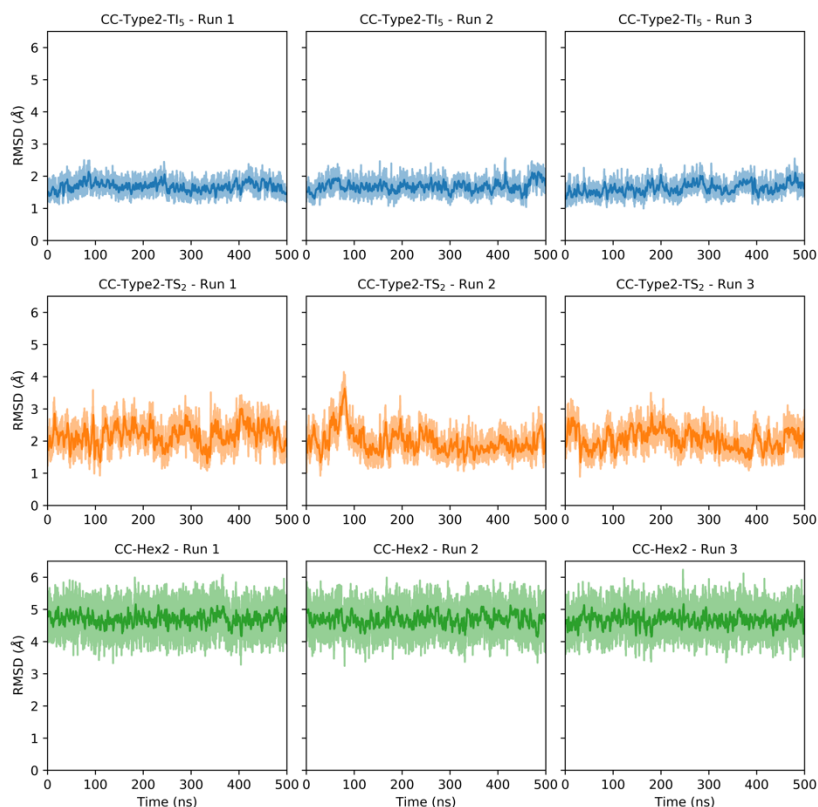 CC-Type2-TI₅ - Run 1
CC-Type2-TI₅ - Run 2
CC-Type2-TI₅ - Run 3
RMSD (Å)
6
5
4
3
2
1
0
0 100 200 300 400 500
0 100 200 300 400 500
0 100 200 300 400 500
CC-Type2-TS₂ - Run 1
CC-Type2-TS₂ - Run 2
CC-Type2-TS₂ - Run 3
RMSD (Å)
6
5
4
3
2
1
0
0 100 200 300 400 500
0 100 200 300 400 500
0 100 200 300 400 500
CC-Hex2 - Run 1
CC-Hex2 - Run 2
CC-Hex2 - Run 3
RMSD (Å)
6
5
4
3
2
1
0
0 100 200 300 400 500
0 100 200 300 400 500
0 100 200 300 400 500
Time (ns)
Time (ns)
Time (ns)